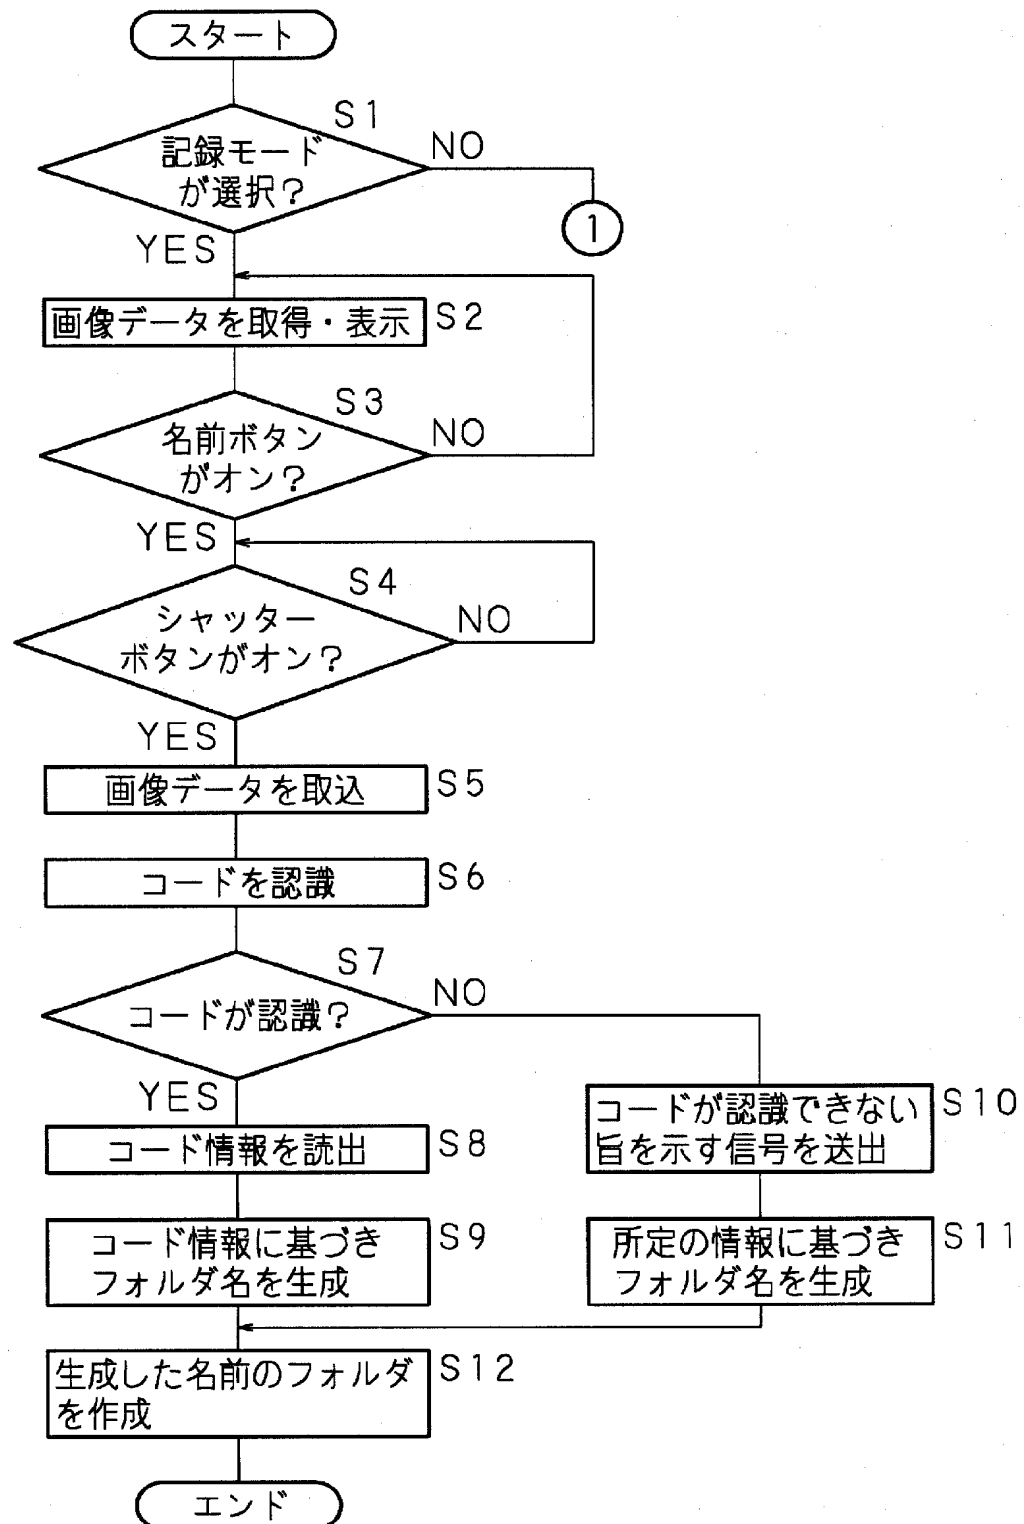 スタート
S1
記録モード
が選択?
NO
1
YES
画像データを取得・表示
S2
S3
名前ボタン
がオン?
NO
YES
S4
シャッター
ボタンがオン?
NO
YES
画像データを取込
S5
コードを認識
S6
S7
コードが認識?
NO
YES
コードが認識できない
旨を示す信号を送出
S10
コード情報を読出
S8
コード情報に基づき
フォルダ名を生成
S9
所定の情報に基づき
フォルダ名を生成
S11
生成した名前のフォルダ
を作成
S12
エンド